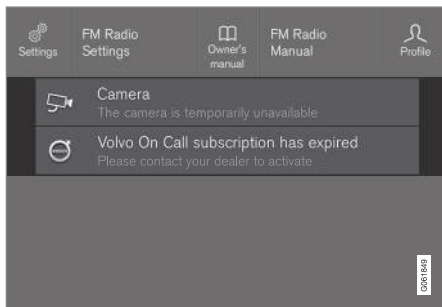 Settings
FM Radio
Settings
Owner's
manual
FM Radio
Manual
Profile
Camera
The camera is temporarily unavailable
Volvo On Call subscription has expired
Please contact your dealer to activate
G061849